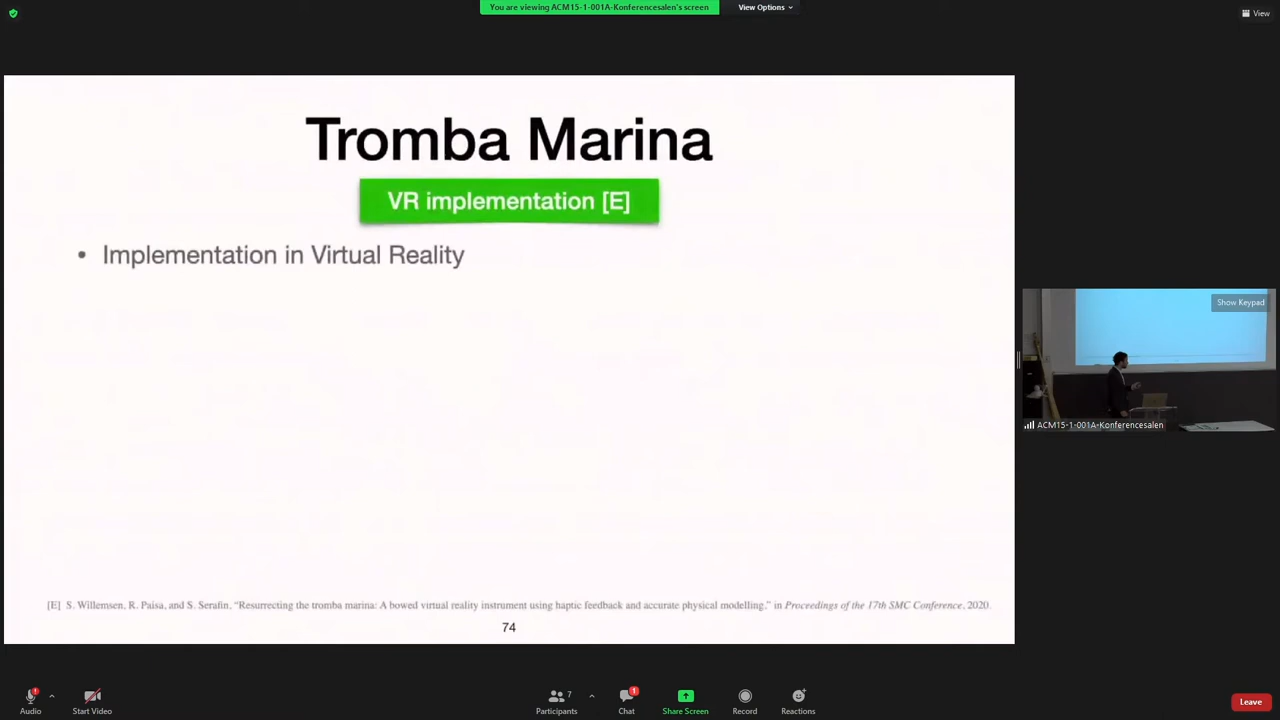 You are viewing ACM15-1-001A-Konferencesalen's screen
View Options
View
Tromba Marina
VR implementation [E]
• Implementation in Virtual Reality
Show Keypad
ACM15-1-001A-Konferencesalen
[E] S. Willemsen, R. Paisa, and S. Serafin, “Resurrecting the tromba marina: A bowed virtual reality instrument using haptic feedback and accurate physical modelling,” in Proceedings of the 17th SMC Conference, 2020.
74
Audio
Start Video
Participants
7
Chat
1
Share Screen
Record
Reactions
Leave